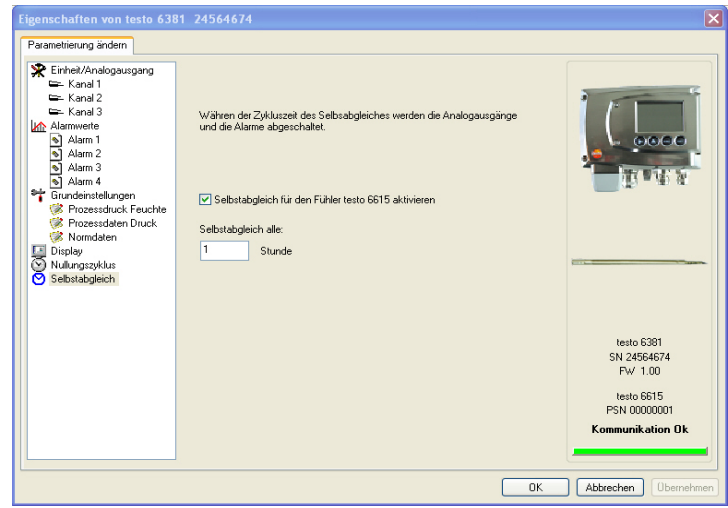 Eigenschaften von testo 6381 24564674
Parametrierung ändern
Einheit/Analogausgang
Kanal 1
Kanal 2
Kanal 3
Alarmwerte
Alarm 1
Alarm 2
Alarm 3
Alarm 4
Grundeinstellungen
Prozessdruck Feuchte
Prozessdaten Druck
Normdaten
Display
Nullungszyklus
Selbstabgleich
Währen der Zykluszeit des Selbsabgleiches werden die Analogausgänge
und die Alarme abgeschaltet.
Selbstabgleich für den Fühler testo 6615 aktivieren
Selbstabgleich alle:
1 Stunde
testo 6381
SN 24564674
FW 1.00
testo 6615
PSN 00000001
Kommunikation Ok
OK
Abbrechen
Übernehmen